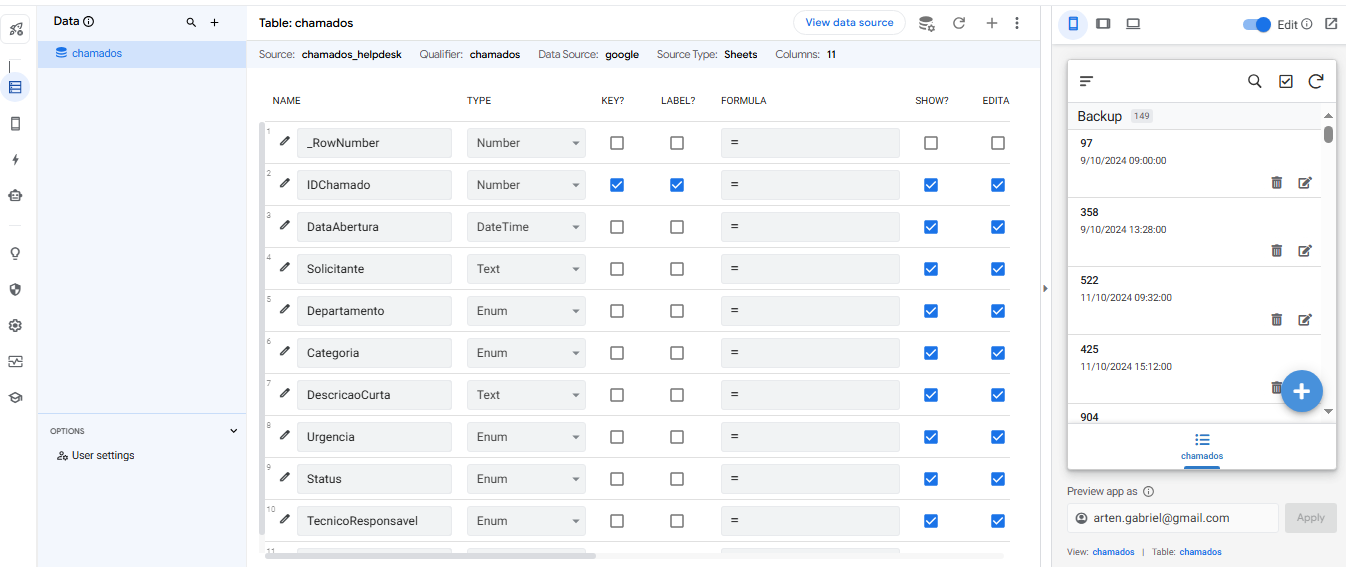 Data
chamados
OPTIONS
User settings
Table: chamados
View data source
Source: chamados_helpdesk Qualifier: chamados Data Source: google Source Type: Sheets Columns: 11
NAME TYPE KEY? LABEL? FORMULA SHOW? EDITA
1 _RowNumber Number =
2 IDChamado Number =
3 DataAbertura DateTime =
4 Solicitante Text =
5 Departamento Enum =
6 Categoria Enum =
7 DescricaoCurta Text =
8 Urgencia Enum =
9 Status Enum =
10 TecnicoResponsavel Enum =
11
Edit
Backup 149
97
9/10/2024 09:00:00
358
9/10/2024 13:28:00
522
11/10/2024 09:32:00
425
11/10/2024 15:12:00
904
chamados
Preview app as
arten.gabriel@gmail.com
Apply
View: chamados | Table: chamados